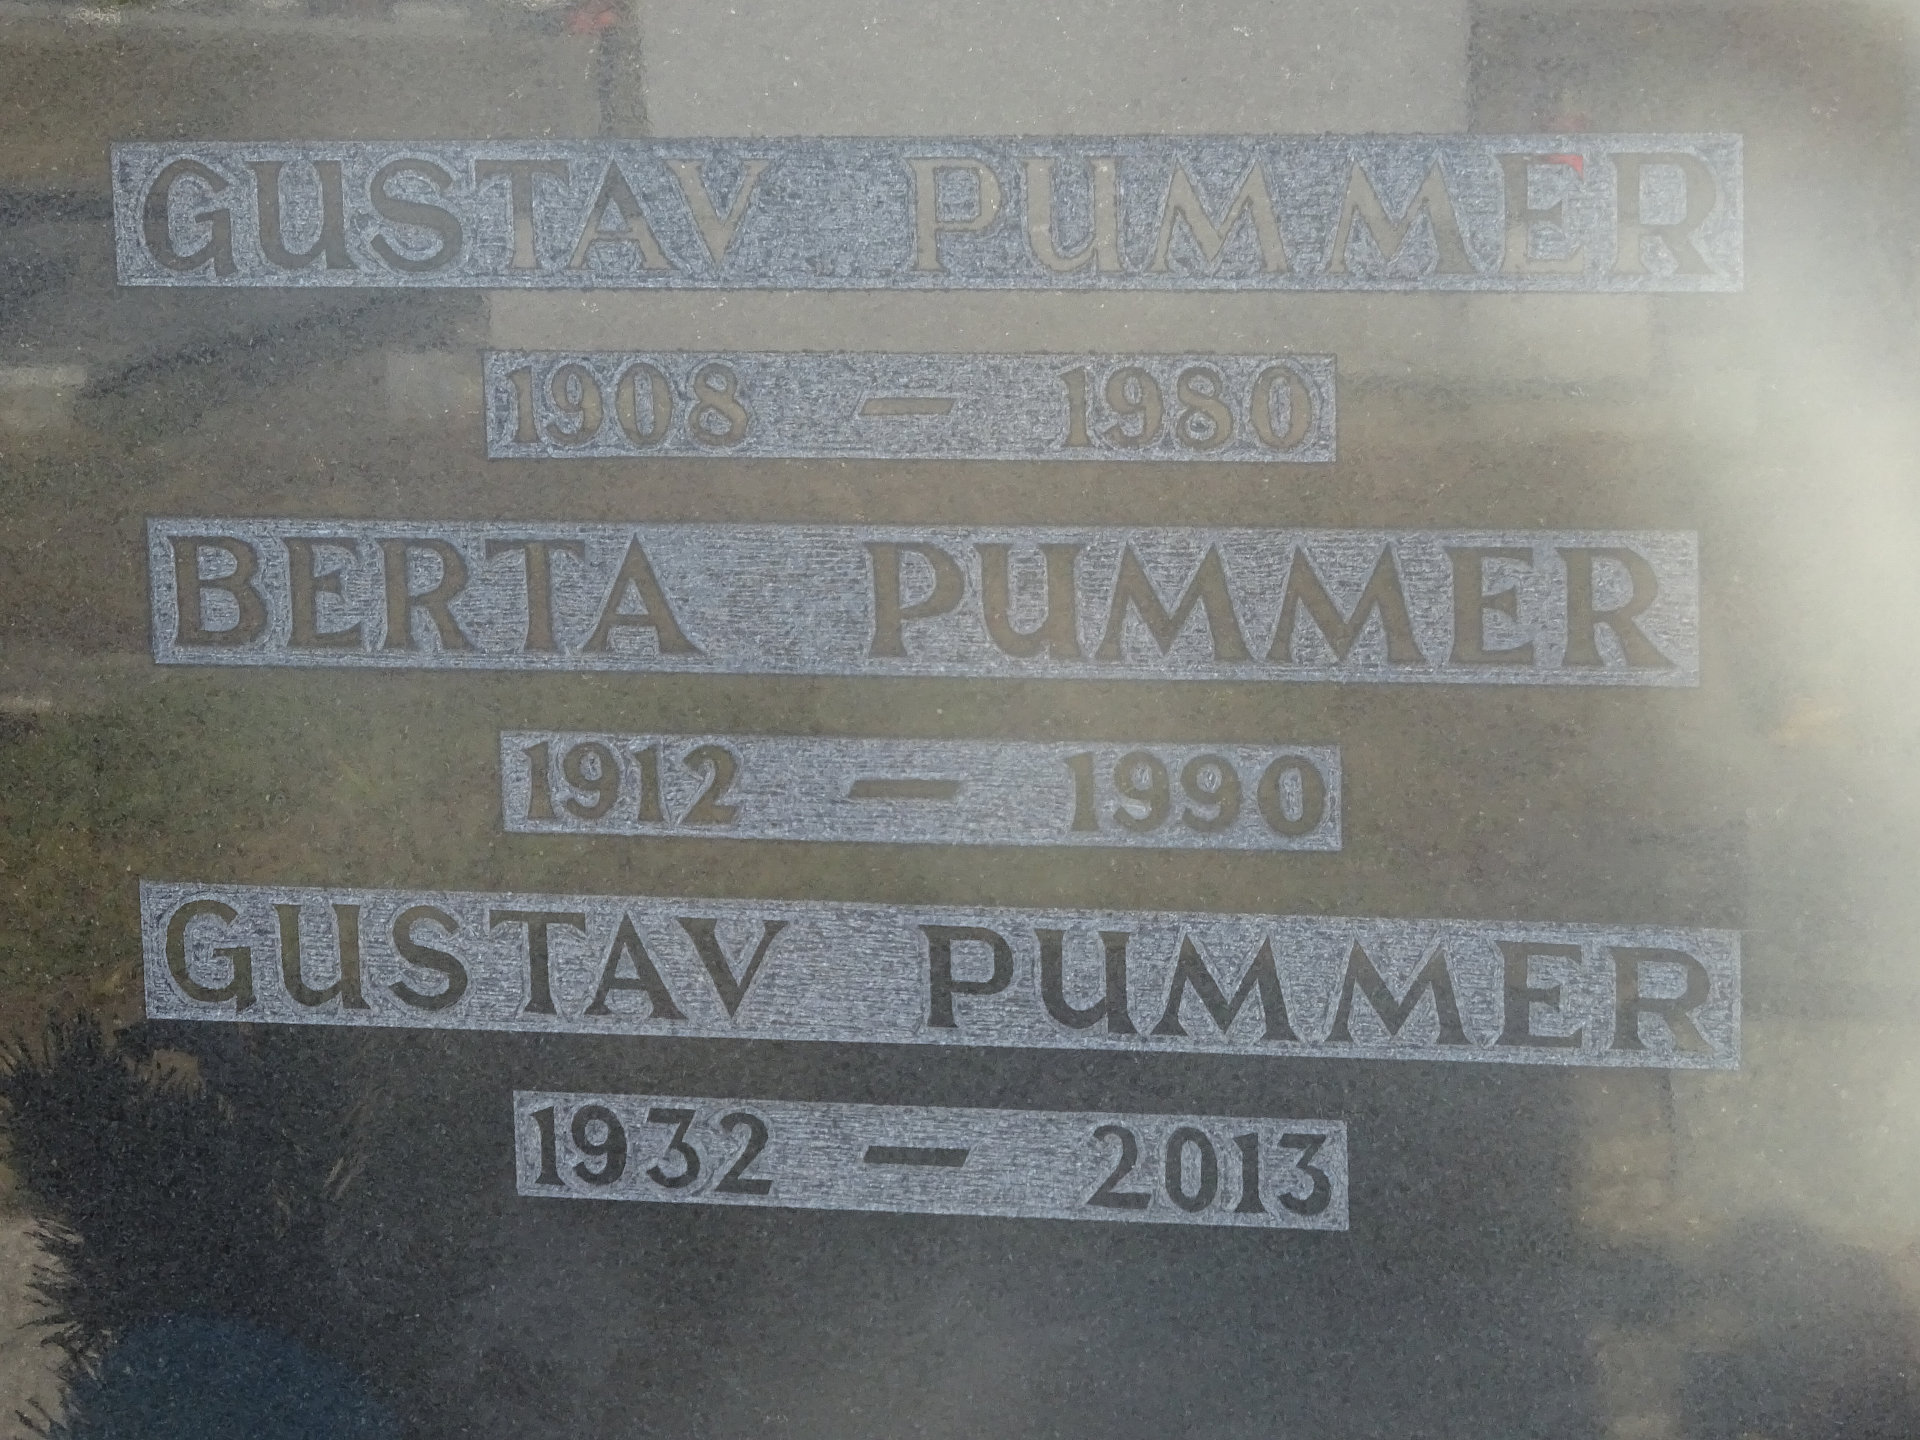 GUSTAV PUMMER
1908 — 1980
BERTA PUMMER
1912 — 1990
GUSTAV PUMMER
1932 — 2013